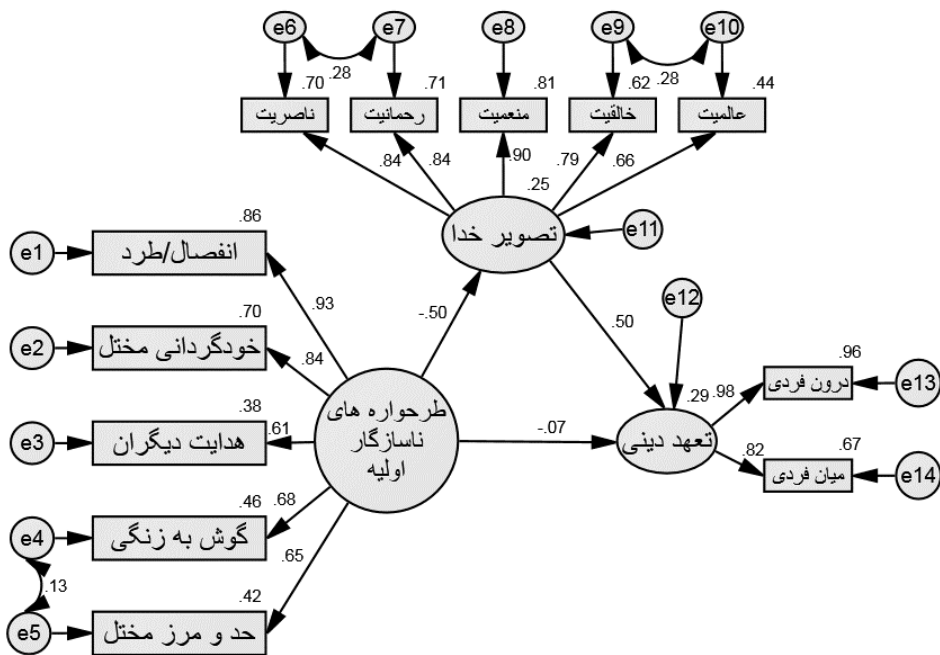 e6 e7 e8 e9 e10
.28 .28
.70 .71 .81 .62 .44
ناصریت
رحمانیت
منعمیت
خالقیت
عالمیت
.84 .84 .90 .79 .66
.25
تصویر خدا
e11
.86
e1
انفصال/طرد
.93
-.50
e12
.50
.70
e2
خودگردانی مختل
.84
.96
درون فردی
e13
.29
.98
.38
e3
هدایت دیگران
.61
طرحواره های
ناسازگار
اولیه
-.07
تعهد دینی
.82
.67
میان فردی
e14
.46
e4
گوش به زنگی
.68
.13
.65
.42
e5
حد و مرز مختل